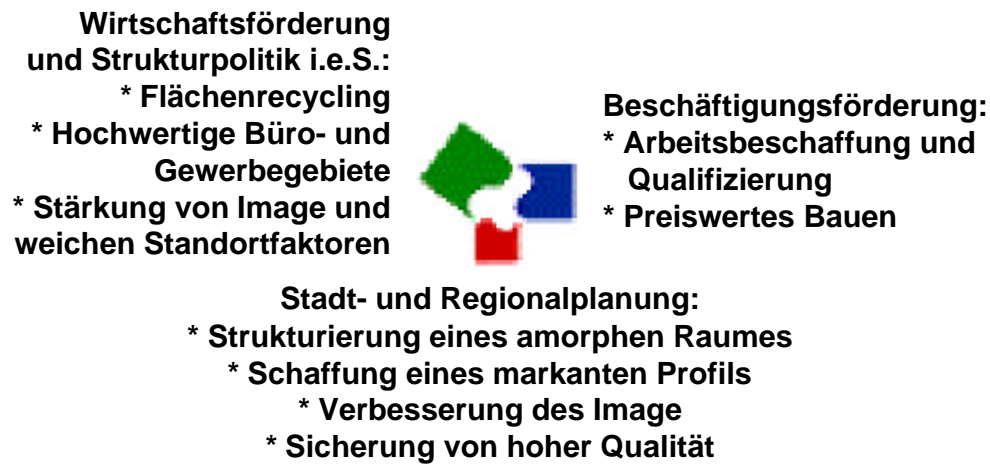 Wirtschaftsförderung
und Strukturpolitik i.e.S.:
* Flächenrecycling
* Hochwertige Büro- und
Gewerbegebiete
* Stärkung von Image und
weichen Standortfaktoren
Beschäftigungsförderung:
* Arbeitsbeschaffung und
Qualifizierung
* Preiswertes Bauen
Stadt- und Regionalplanung:
* Strukturierung eines amorphen Raumes
* Schaffung eines markanten Profils
* Verbesserung des Image
* Sicherung von hoher Qualität